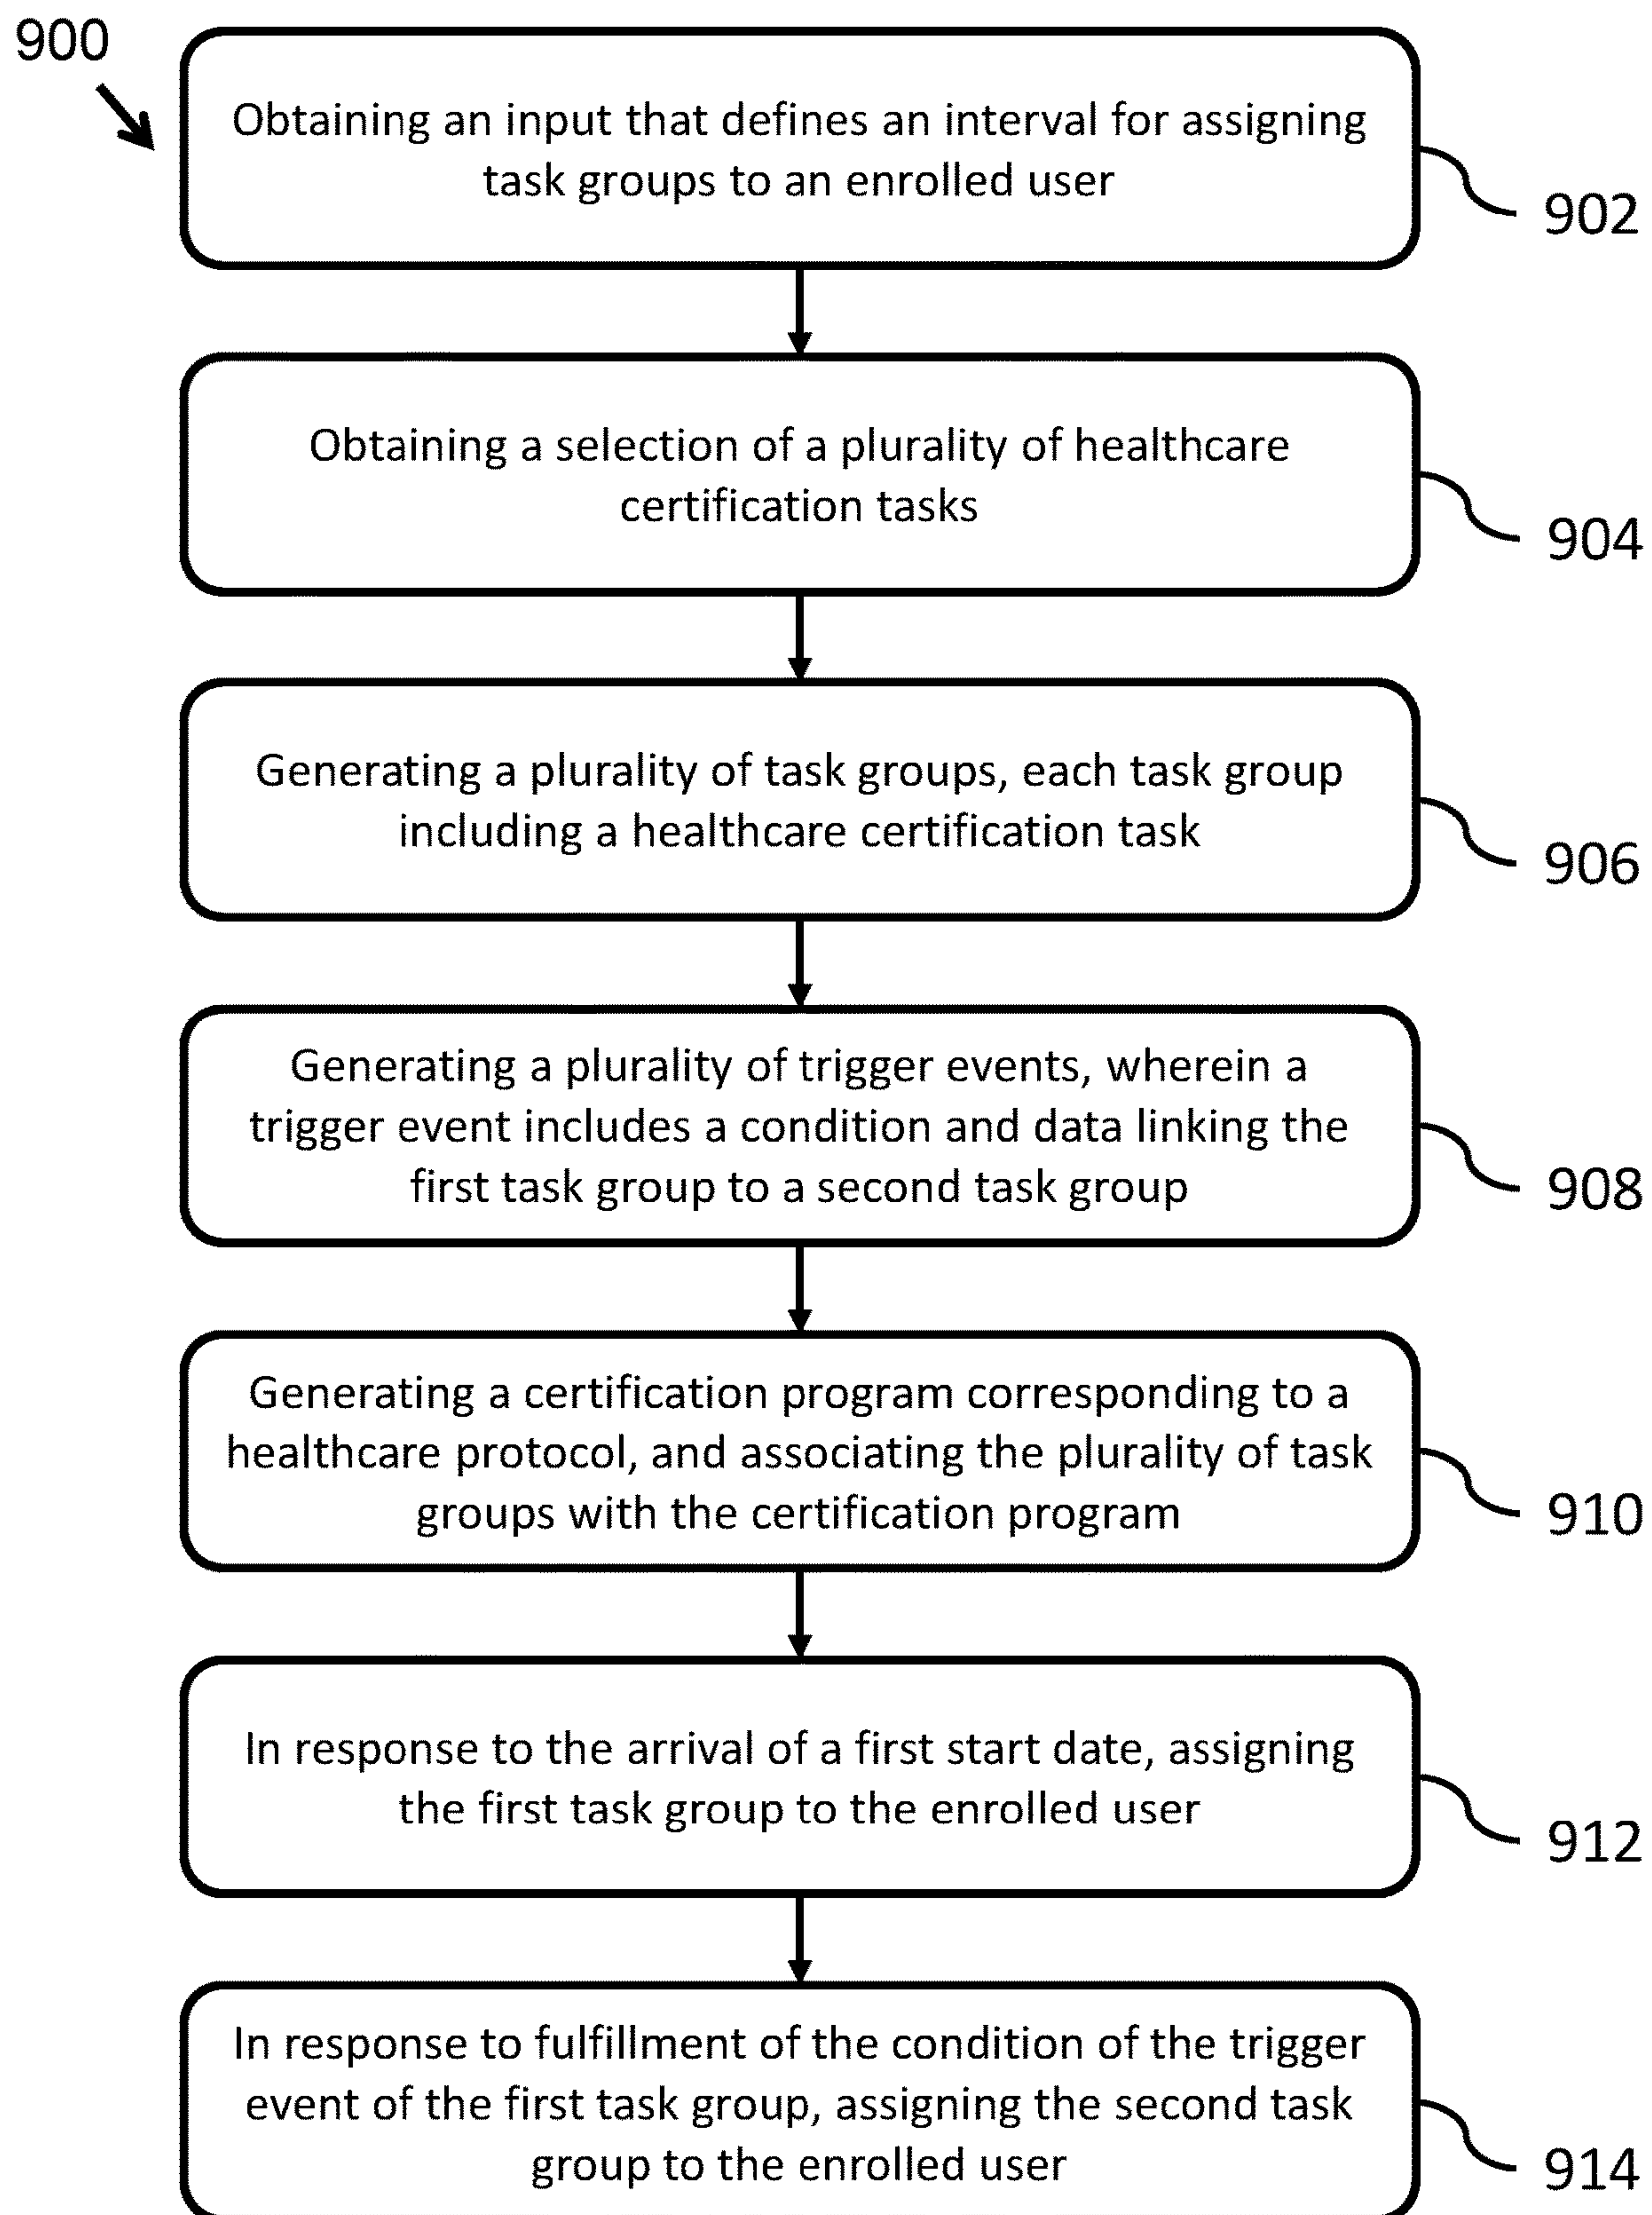 900
Obtaining an input that defines an interval for assigning
task groups to an enrolled user
902
Obtaining a selection of a plurality of healthcare
certification tasks
904
Generating a plurality of task groups, each task group
including a healthcare certification task
906
Generating a plurality of trigger events, wherein a
trigger event includes a condition and data linking the
first task group to a second task group
908
Generating a certification program corresponding to a
healthcare protocol, and associating the plurality of task
groups with the certification program
910
In response to the arrival of a first start date, assigning
the first task group to the enrolled user
912
In response to fulfillment of the condition of the trigger
event of the first task group, assigning the second task
group to the enrolled user
914